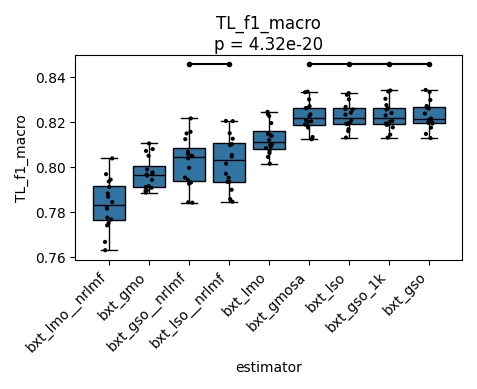 TL_f1_macro
p = 4.32e-20
TL_f1_macro
0.84
0.82
0.80
0.78
0.76
bxt_lmo__nrlmf
bxt_gmo
bxt_gso__nrlmf
bxt_lso__nrlmf
bxt_lmo
bxt_gmosa
bxt_lso
bxt_gso_1k
bxt_gso
estimator